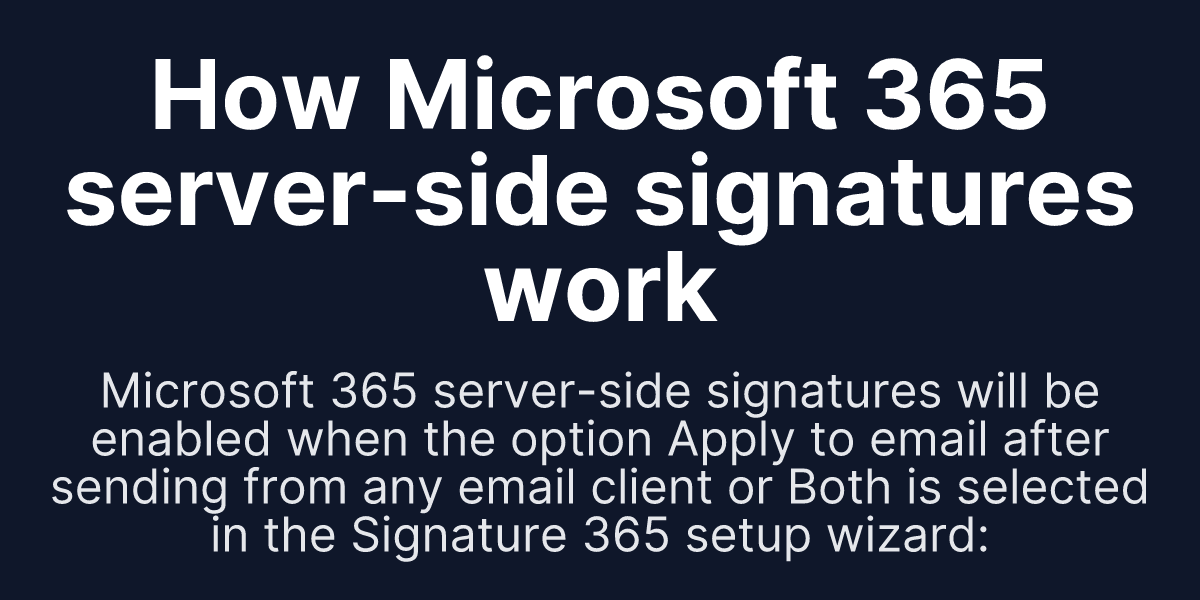 How Microsoft 365
server-side signatures
work
Microsoft 365 server-side signatures will be
enabled when the option Apply to email after
sending from any email client or Both is selected
in the Signature 365 setup wizard: